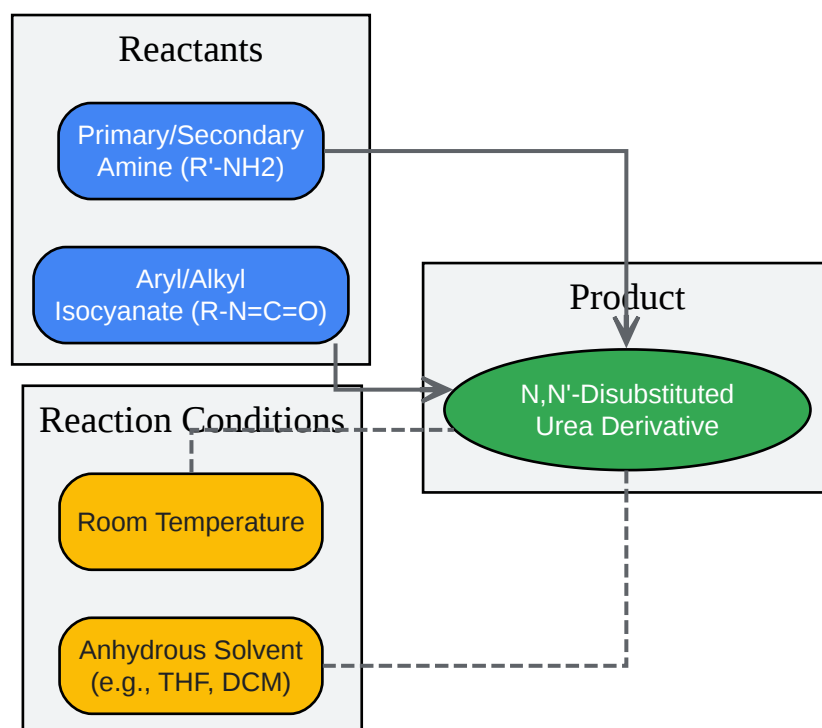 Reactants
Primary/Secondary
Amine (R'-NH2)
Aryl/Alkyl
Isocyanate (R-N=C=O)
Product
N,N'-Disubstituted
Urea Derivative
Reaction Conditions
Room Temperature
Anhydrous Solvent
(e.g., THF, DCM)